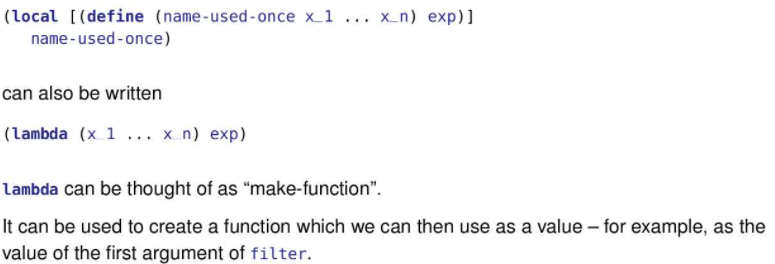 (local [(define (name-used-once x_1 ... x_n) exp)]
name-used-once)
can also be written
(lambda (x_1 ... x_n) exp)
lambda can be thought of as “make-function”.
It can be used to create a function which we can then use as a value – for example, as the
value of the first argument of filter.